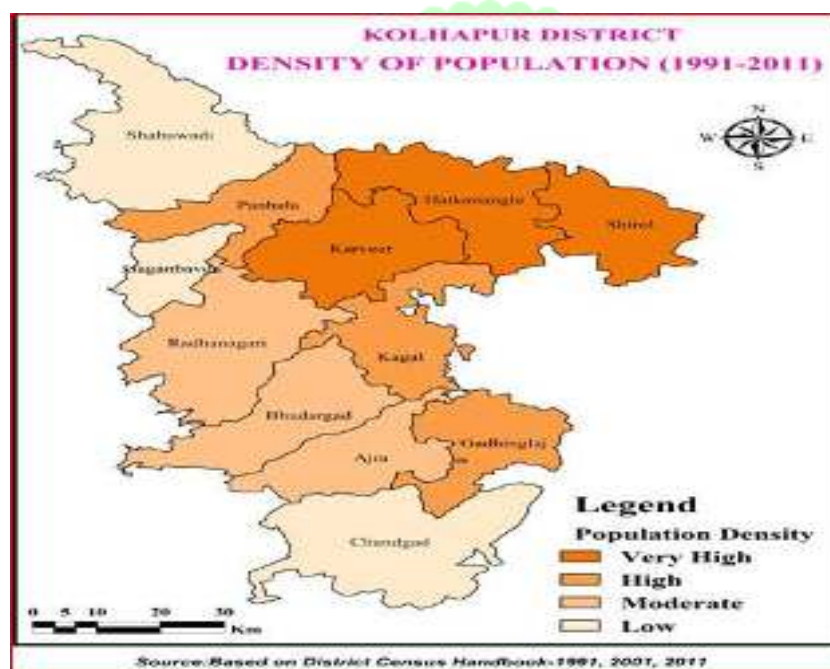 KOLHAPUR DISTRICT
DENSITY OF POPULATION (1991-2011)
N
W E
S
Shahuwadi
Panhala
Hatkanangle
Shirol
Karveer
Gaganbavda
Radhanagari
Kagal
Bhudargad
Ajra
Gadhinglaj
Chandgad
Legend
Population Density
Very High
High
Moderate
Low
0 5 10 20 30
Km
Source:Based on District Census Handbook-1991, 2001, 2011